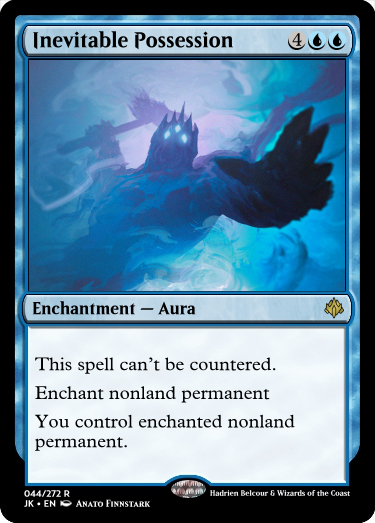 Inevitable Possession 4
Enchantment — Aura
This spell can't be countered.
Enchant nonland permanent
You control enchanted nonland
permanent.
044/272 R
JK • EN Anato Finnstark
Hadrien Belcour & Wizards of the Coast